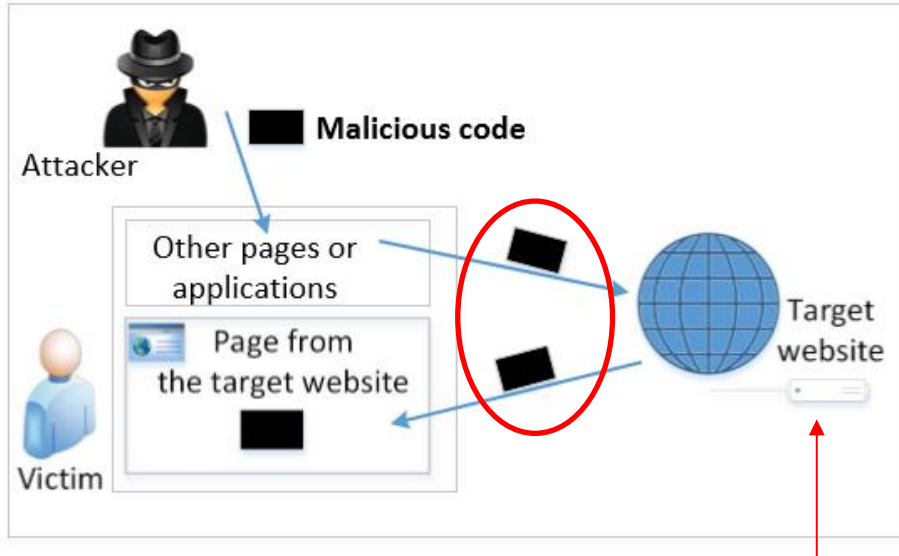 Malicious code
Attacker
Other pages or
applications
Page from
the target website
Target
website
Victim